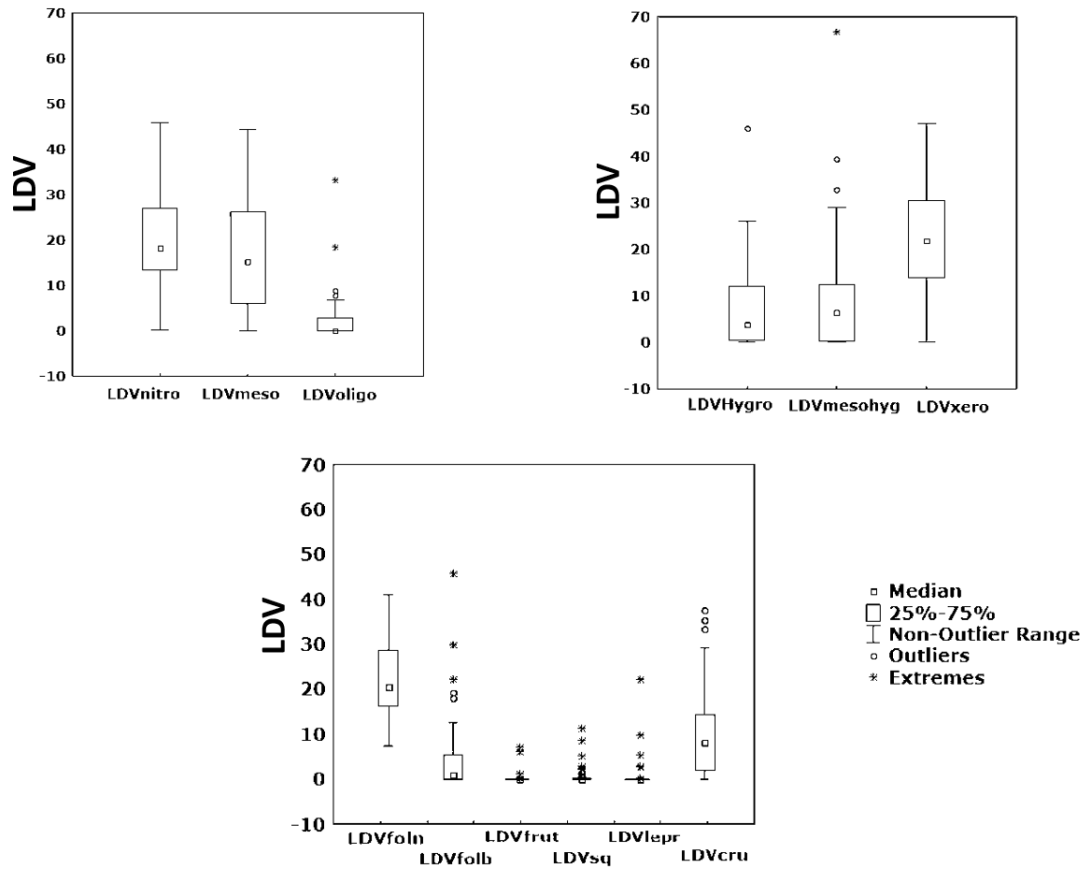 70
60
50
40
30
20
10
0
-10
LDV
LDVnitro LDVmeso LDVoligo
70
60
50
40
30
20
10
0
-10
LDV
LDVHygro LDVmesohyg LDVxero
70
60
50
40
30
20
10
0
-10
LDV
LDVfoln LDVfrut LDVlepr
LDVfolb LDVsq LDVcru
Median
25%-75%
Non-Outlier Range
Outliers
Extremes